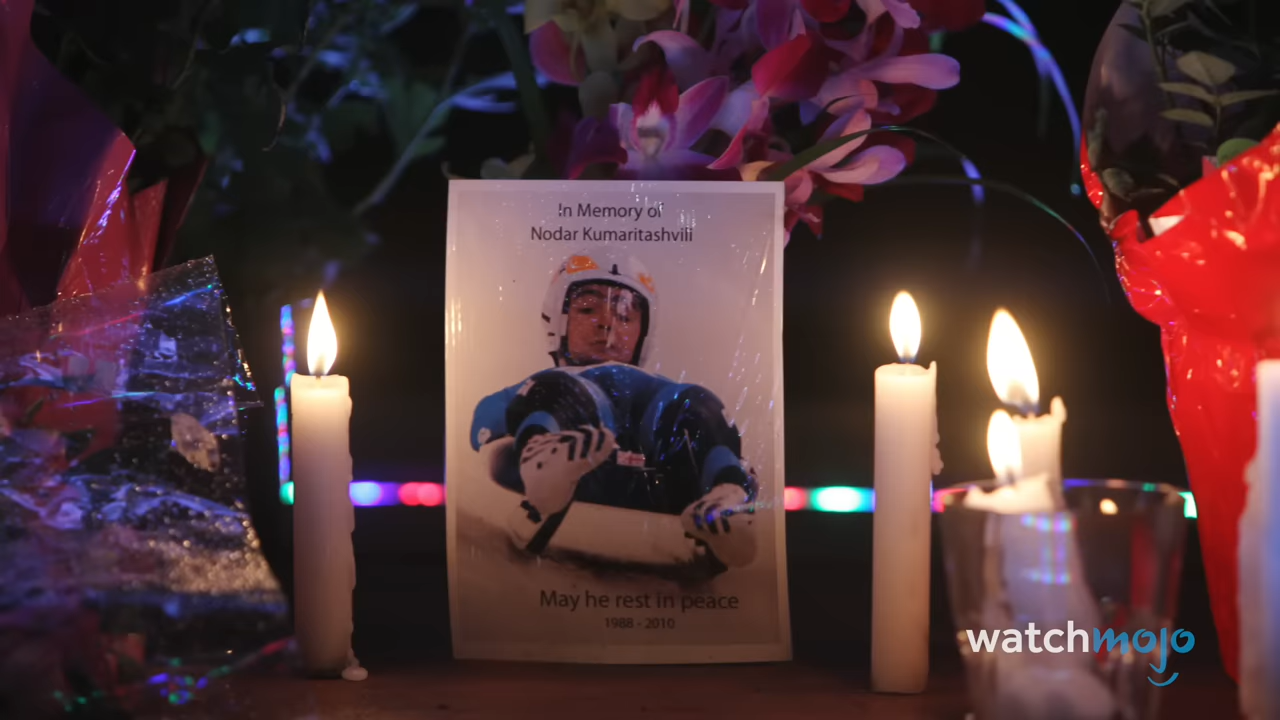 In Memory of
Nodar Kumaritashvili
May he rest in peace
1988 - 2010
watchmojo